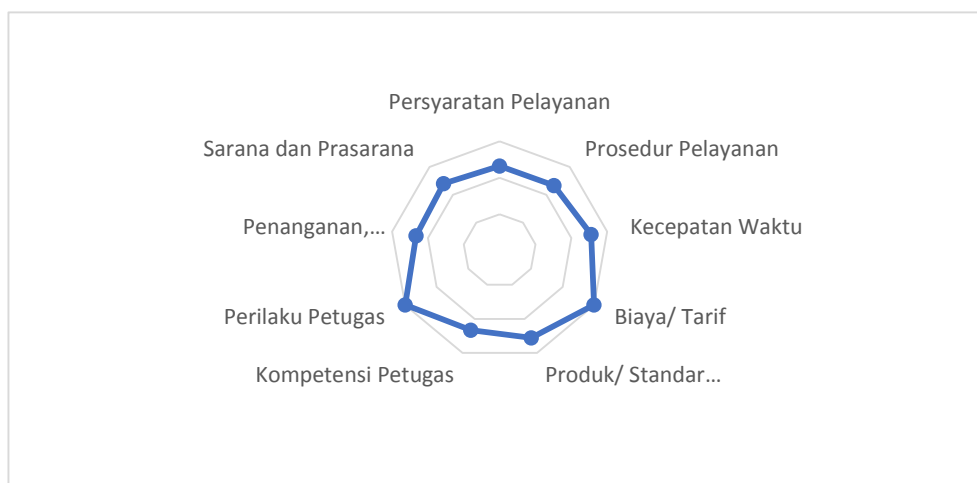 Persyaratan Pelayanan
Prosedur Pelayanan
Kecepatan Waktu
Biaya/ Tarif
Produk/ Standar...
Kompetensi Petugas
Perilaku Petugas
Penanganan,...
Sarana dan Prasarana